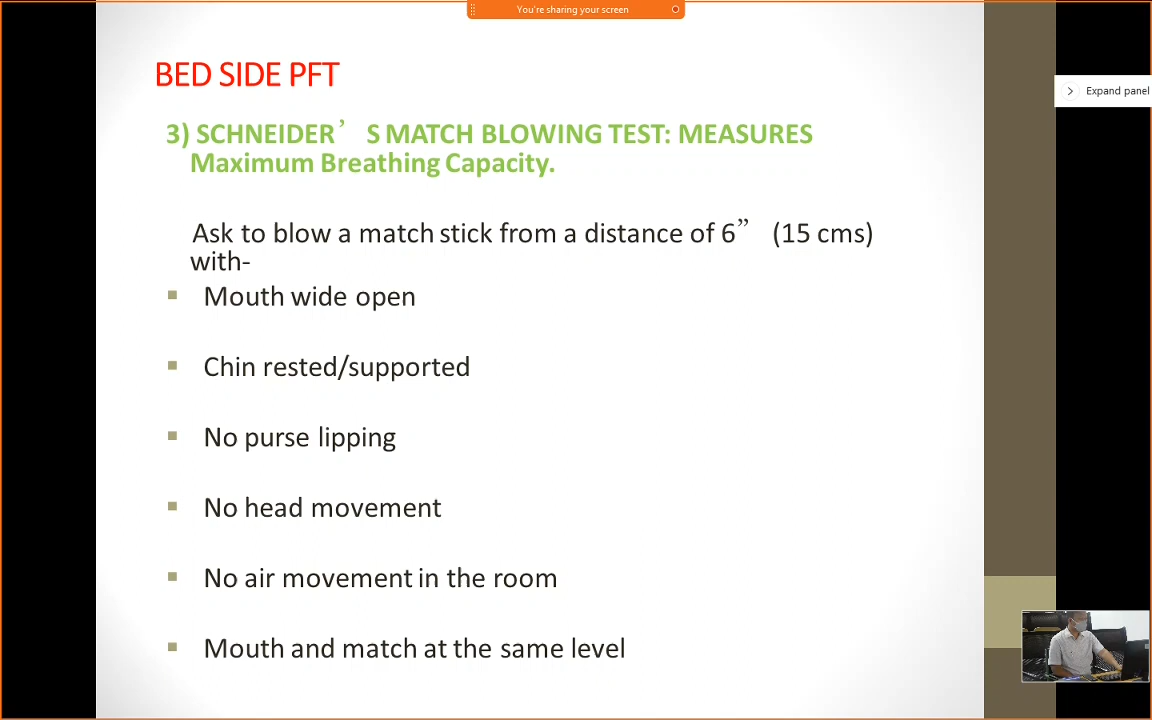 You're sharing your screen
BED SIDE PFT
Expand panel
3) SCHNEIDER’ S MATCH BLOWING TEST: MEASURES
Maximum Breathing Capacity.
Ask to blow a match stick from a distance of 6” (15 cms)
with-
▪ Mouth wide open
▪ Chin rested/supported
▪ No purse lipping
▪ No head movement
▪ No air movement in the room
▪ Mouth and match at the same level